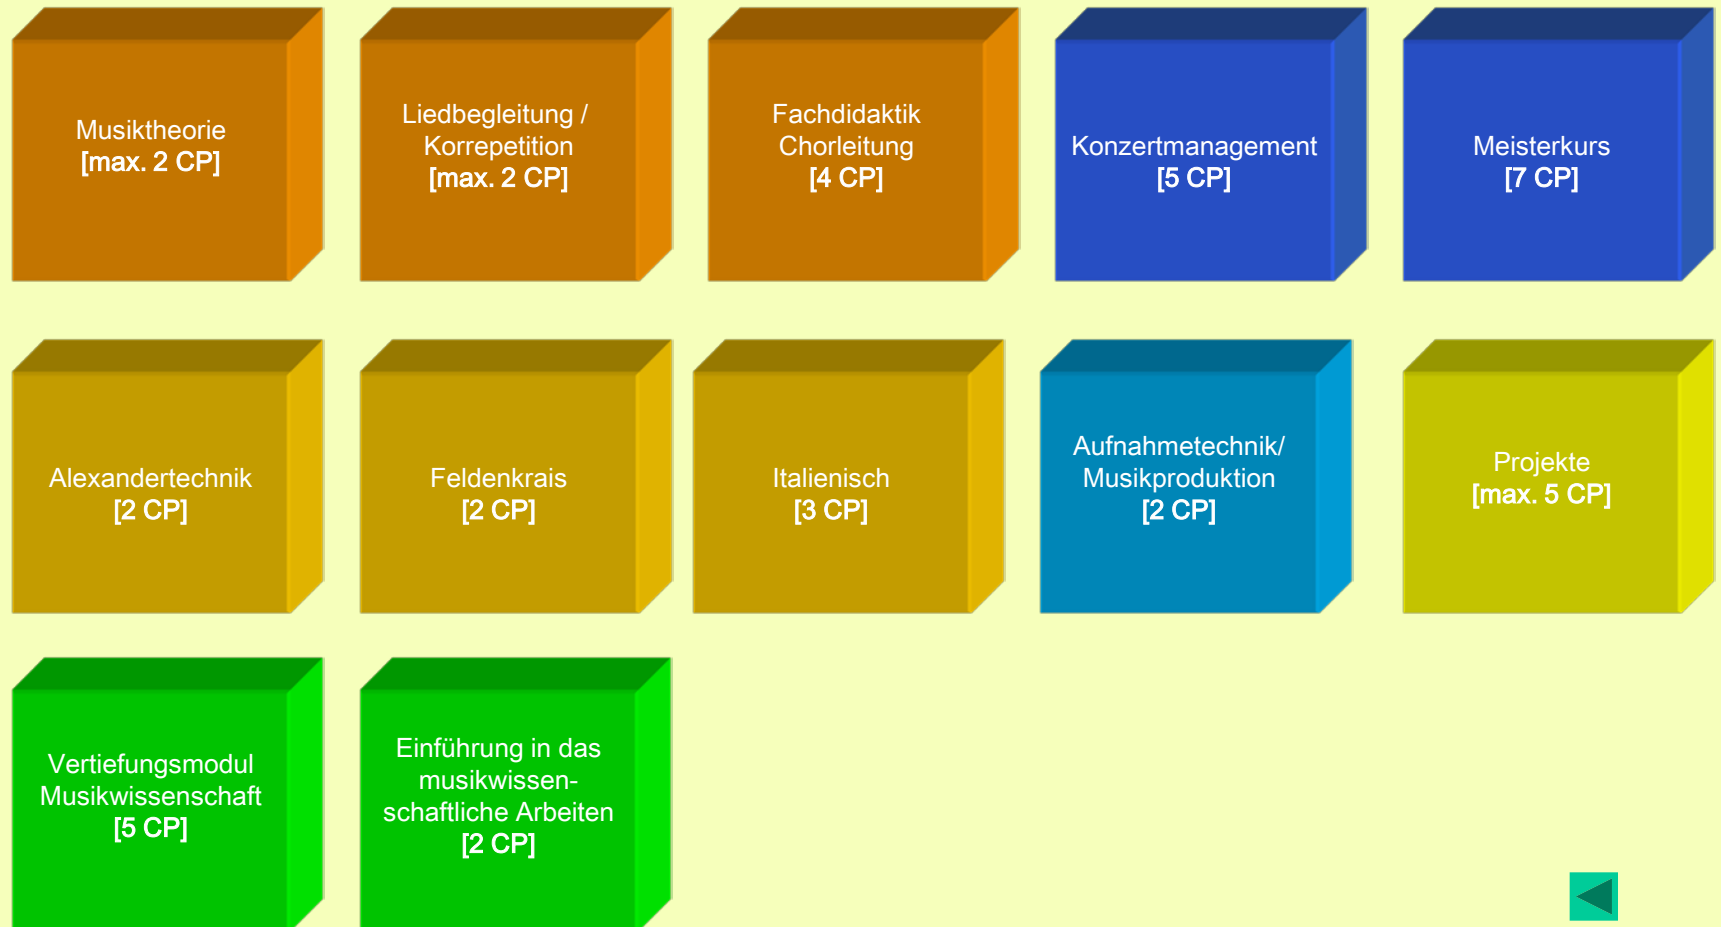 Musiktheorie
[max. 2 CP]
Liedbegleitung /
Korrepetition
[max. 2 CP]
Fachdidaktik
Chorleitung
[4 CP]
Konzertmanagement
[5 CP]
Meisterkurs
[7 CP]
Alexandertechnik
[2 CP]
Feldenkrais
[2 CP]
Italienisch
[3 CP]
Aufnahmetechnik/
Musikproduktion
[2 CP]
Projekte
[max. 5 CP]
Vertiefungsmodul
Musikwissenschaft
[5 CP]
Einführung in das
musikwissen-
schaftliche Arbeiten
[2 CP]